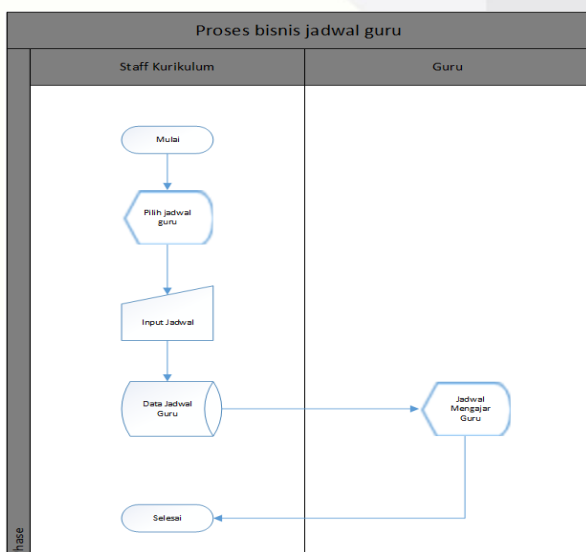 Proses bisnis jadwal guru
Staff Kurikulum
Guru
Mulai
Pilih jadwal
guru
Input Jadwal
Data Jadwal
Guru
Jadwal
Mengajar
Guru
Selesai
hase